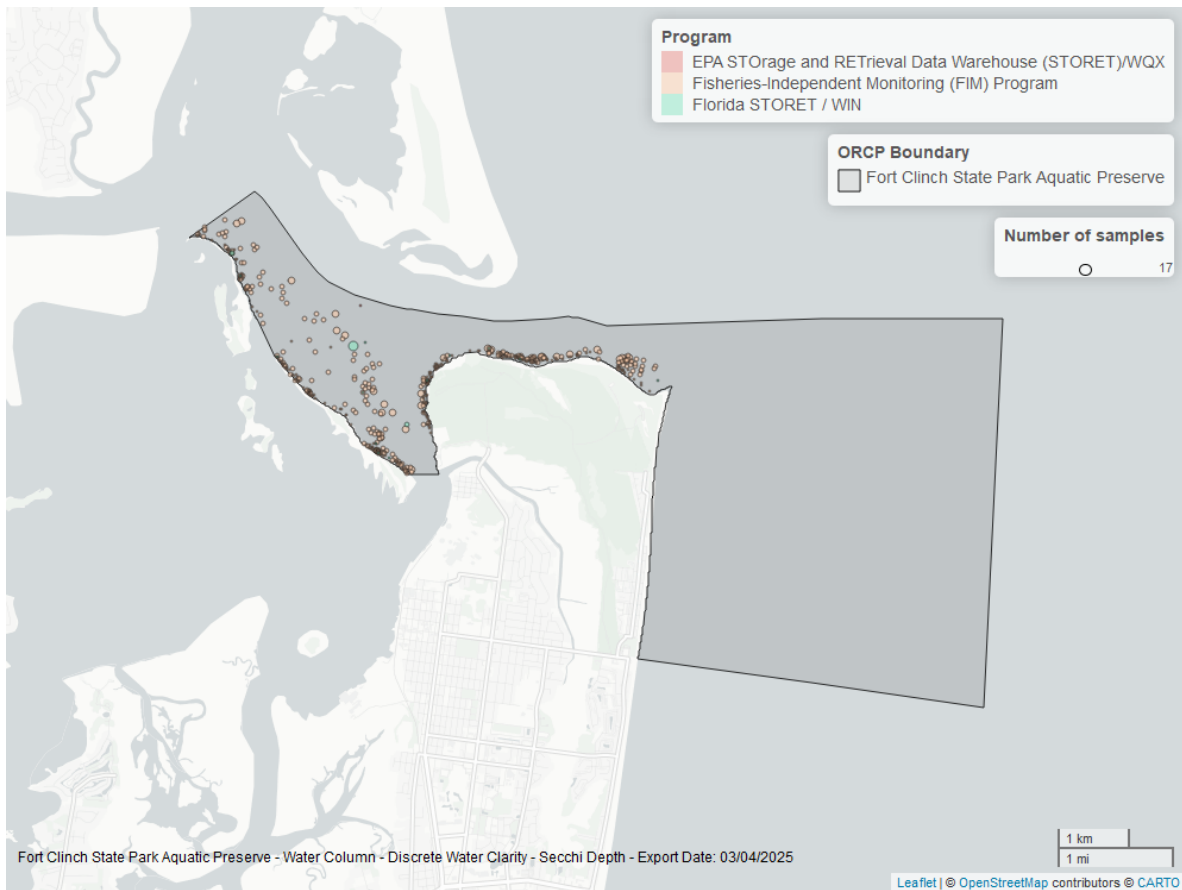 Program
EPA STOrage and RETrieval Data Warehouse (STORET)/WQX
Fisheries-Independent Monitoring (FIM) Program
Florida STORET / WIN
ORCP Boundary
Fort Clinch State Park Aquatic Preserve
Number of samples
17
1 km
1 mi
Fort Clinch State Park Aquatic Preserve - Water Column - Discrete Water Clarity - Secchi Depth - Export Date: 03/04/2025
Leaflet | © OpenStreetMap contributors © CARTO